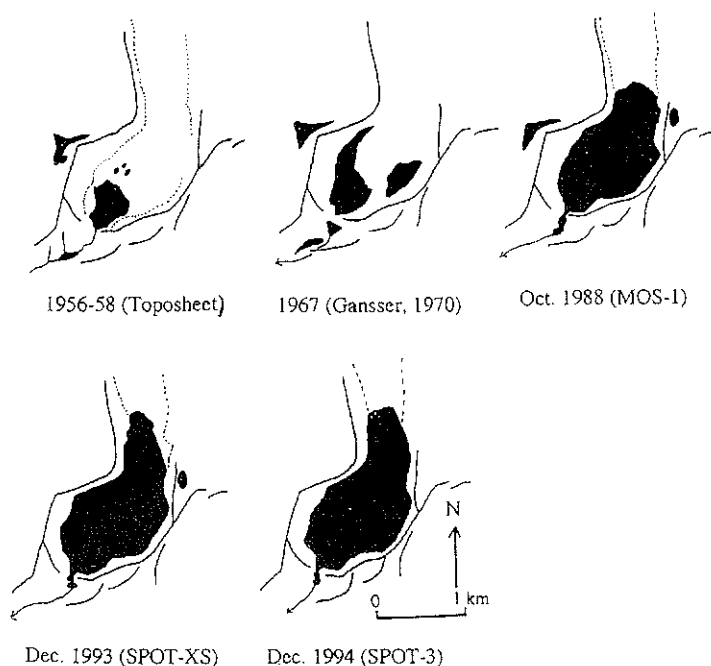 1956-58 (Toposheet)
1967 (Gansser, 1970)
Oct. 1988 (MOS-1)
N
0 1 km
Dec. 1993 (SPOT-XS)
Dec. 1994 (SPOT-3)